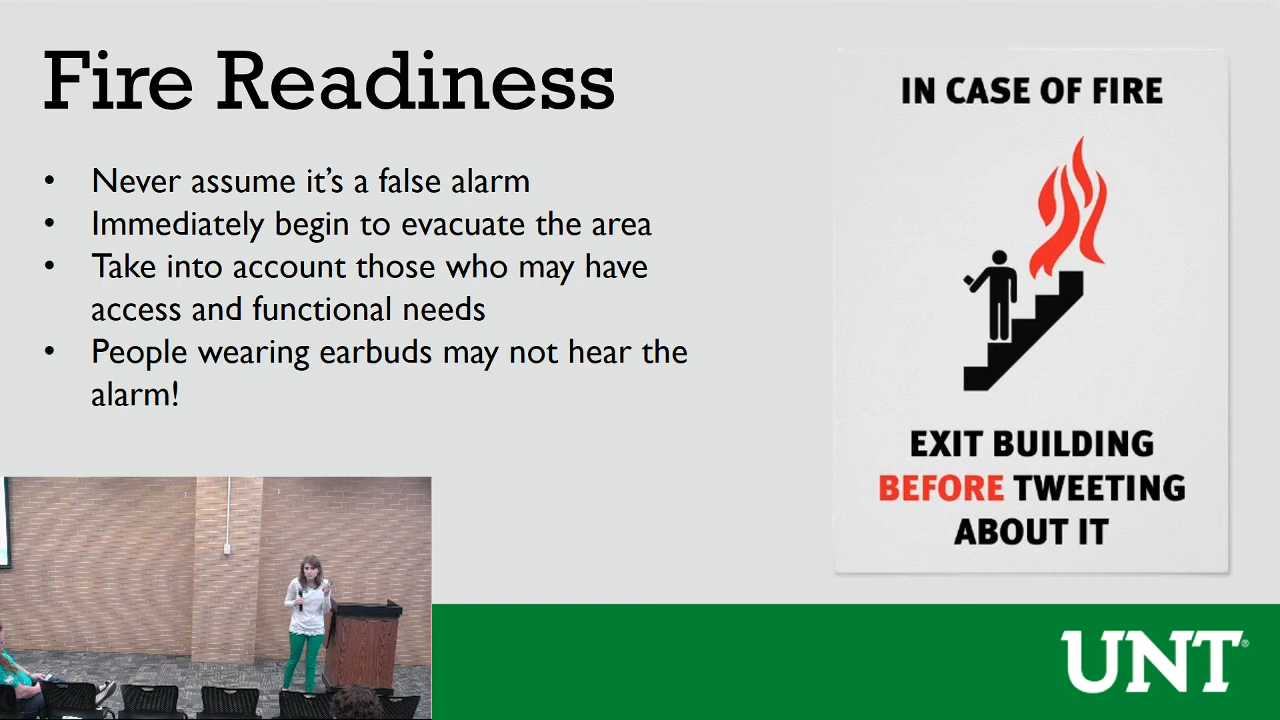 Fire Readiness
• Never assume it's a false alarm
• Immediately begin to evacuate the area
• Take into account those who may have
access and functional needs
• People wearing earbuds may not hear the
alarm!
IN CASE OF FIRE
EXIT BUILDING
BEFORE TWEETING
ABOUT IT
UNT®